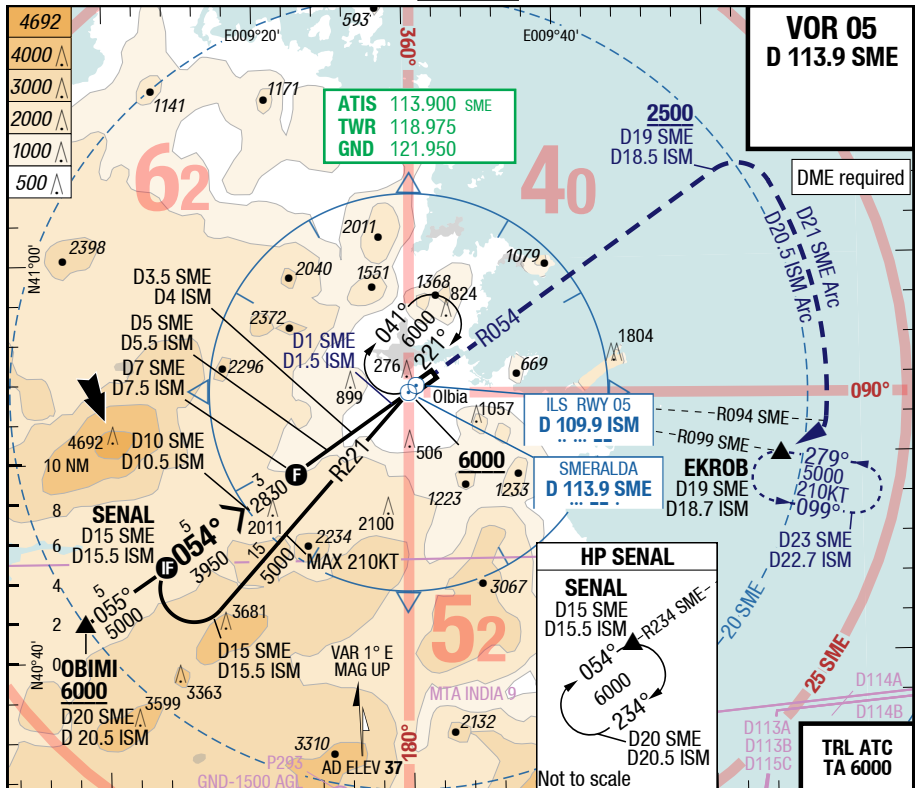 4692
4000
3000
2000
1000
500
593
E009°20'
360°
E009°40'
VOR 05
D 113.9 SME
1141
1171
ATIS 113.900 SME
TWR 118.975
GND 121.950
2500
D19 SME
D18.5 ISM
DME required
62
40
D21 SME Arc
D20.5 ISM Arc
2398
N41°00'
2011
2040
1551
1079
D3.5 SME
D4 ISM
1368
824
2372
D5 SME
D5.5 ISM
D1 SME
D1.5 ISM
041°
6000
221°
R054
1804
D7 SME
D7.5 ISM
2296
276
899
669
Olbia
090°
ILS RWY 05
D 109.9 ISM
1057
R094 SME
R099 SME
4692
10 NM
D10 SME
D10.5 ISM
R221
506
6000
SMERALDA
D 113.9 SME
EKROB
D19 SME
D18.7 ISM
279°
5000
210KT
099°
F
3
2830
1223
1233
8
SENAL
D15 SME
D15.5 ISM
5
054°
3950
2011
2234
2100
15
5000
MAX 210KT
D23 SME
D22.7 ISM
6
IF
4
5
055°
5000
3681
3067
HP SENAL
SENAL
D15 SME
D15.5 ISM
R234 SME
054°
6000
234°
D20 SME
D20.5 ISM
Not to scale
20 SME
25 SME
2
52
D15 SME
D15.5 ISM
0
N40°40'
OBIMI
6000
D20 SME
D 20.5 ISM
3599
3363
VAR 1° E
MAG UP
MTA INDIA 9
D114A
D114B
2132
D113A
D113B
D115C
3310
180°
P293
GND-1500 AGL
AD ELEV 37
TRL ATC
TA 6000